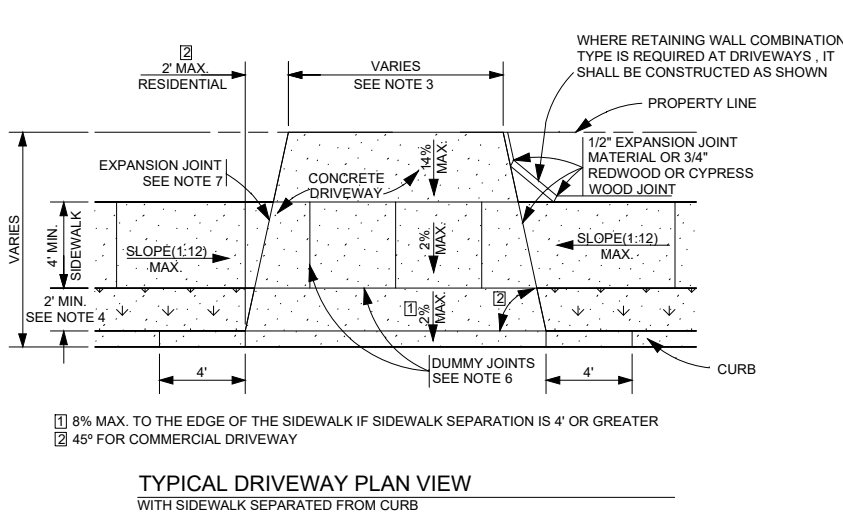 2
2' MAX.
RESIDENTIAL
VARIES
SEE NOTE 3
WHERE RETAINING WALL COMBINATION
TYPE IS REQUIRED AT DRIVEWAYS , IT
SHALL BE CONSTRUCTED AS SHOWN
PROPERTY LINE
1/2" EXPANSION JOINT
MATERIAL OR 3/4"
REDWOOD OR CYPRESS
WOOD JOINT
EXPANSION JOINT
SEE NOTE 7
CONCRETE
DRIVEWAY
14%
MAX.
VARIES
4' MIN.
SIDEWALK
SLOPE(1:12)
MAX.
2%
MAX.
SLOPE(1:12)
MAX.
2' MIN.
SEE NOTE 4
1
2%
MAX.
2
DUMMY JOINTS
SEE NOTE 6
4'
4'
CURB
1 8% MAX. TO THE EDGE OF THE SIDEWALK IF SIDEWALK SEPARATION IS 4' OR GREATER
2 45º FOR COMMERCIAL DRIVEWAY
TYPICAL DRIVEWAY PLAN VIEW
WITH SIDEWALK SEPARATED FROM CURB